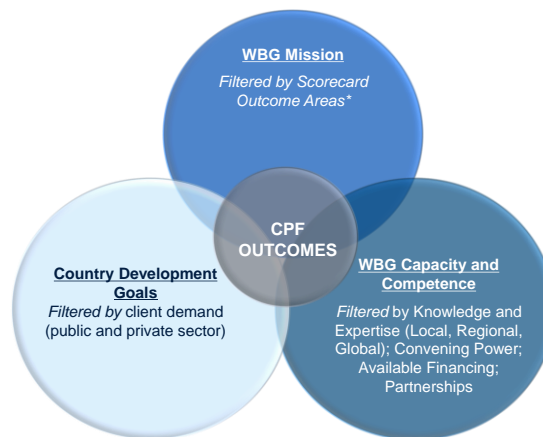 WBG Mission
Filtered by Scorecard
Outcome Areas*
CPF
OUTCOMES
Country Development
Goals
Filtered by client demand
(public and private sector)
WBG Capacity and
Competence
Filtered by Knowledge and
Expertise (Local, Regional,
Global); Convening Power;
Available Financing;
Partnerships